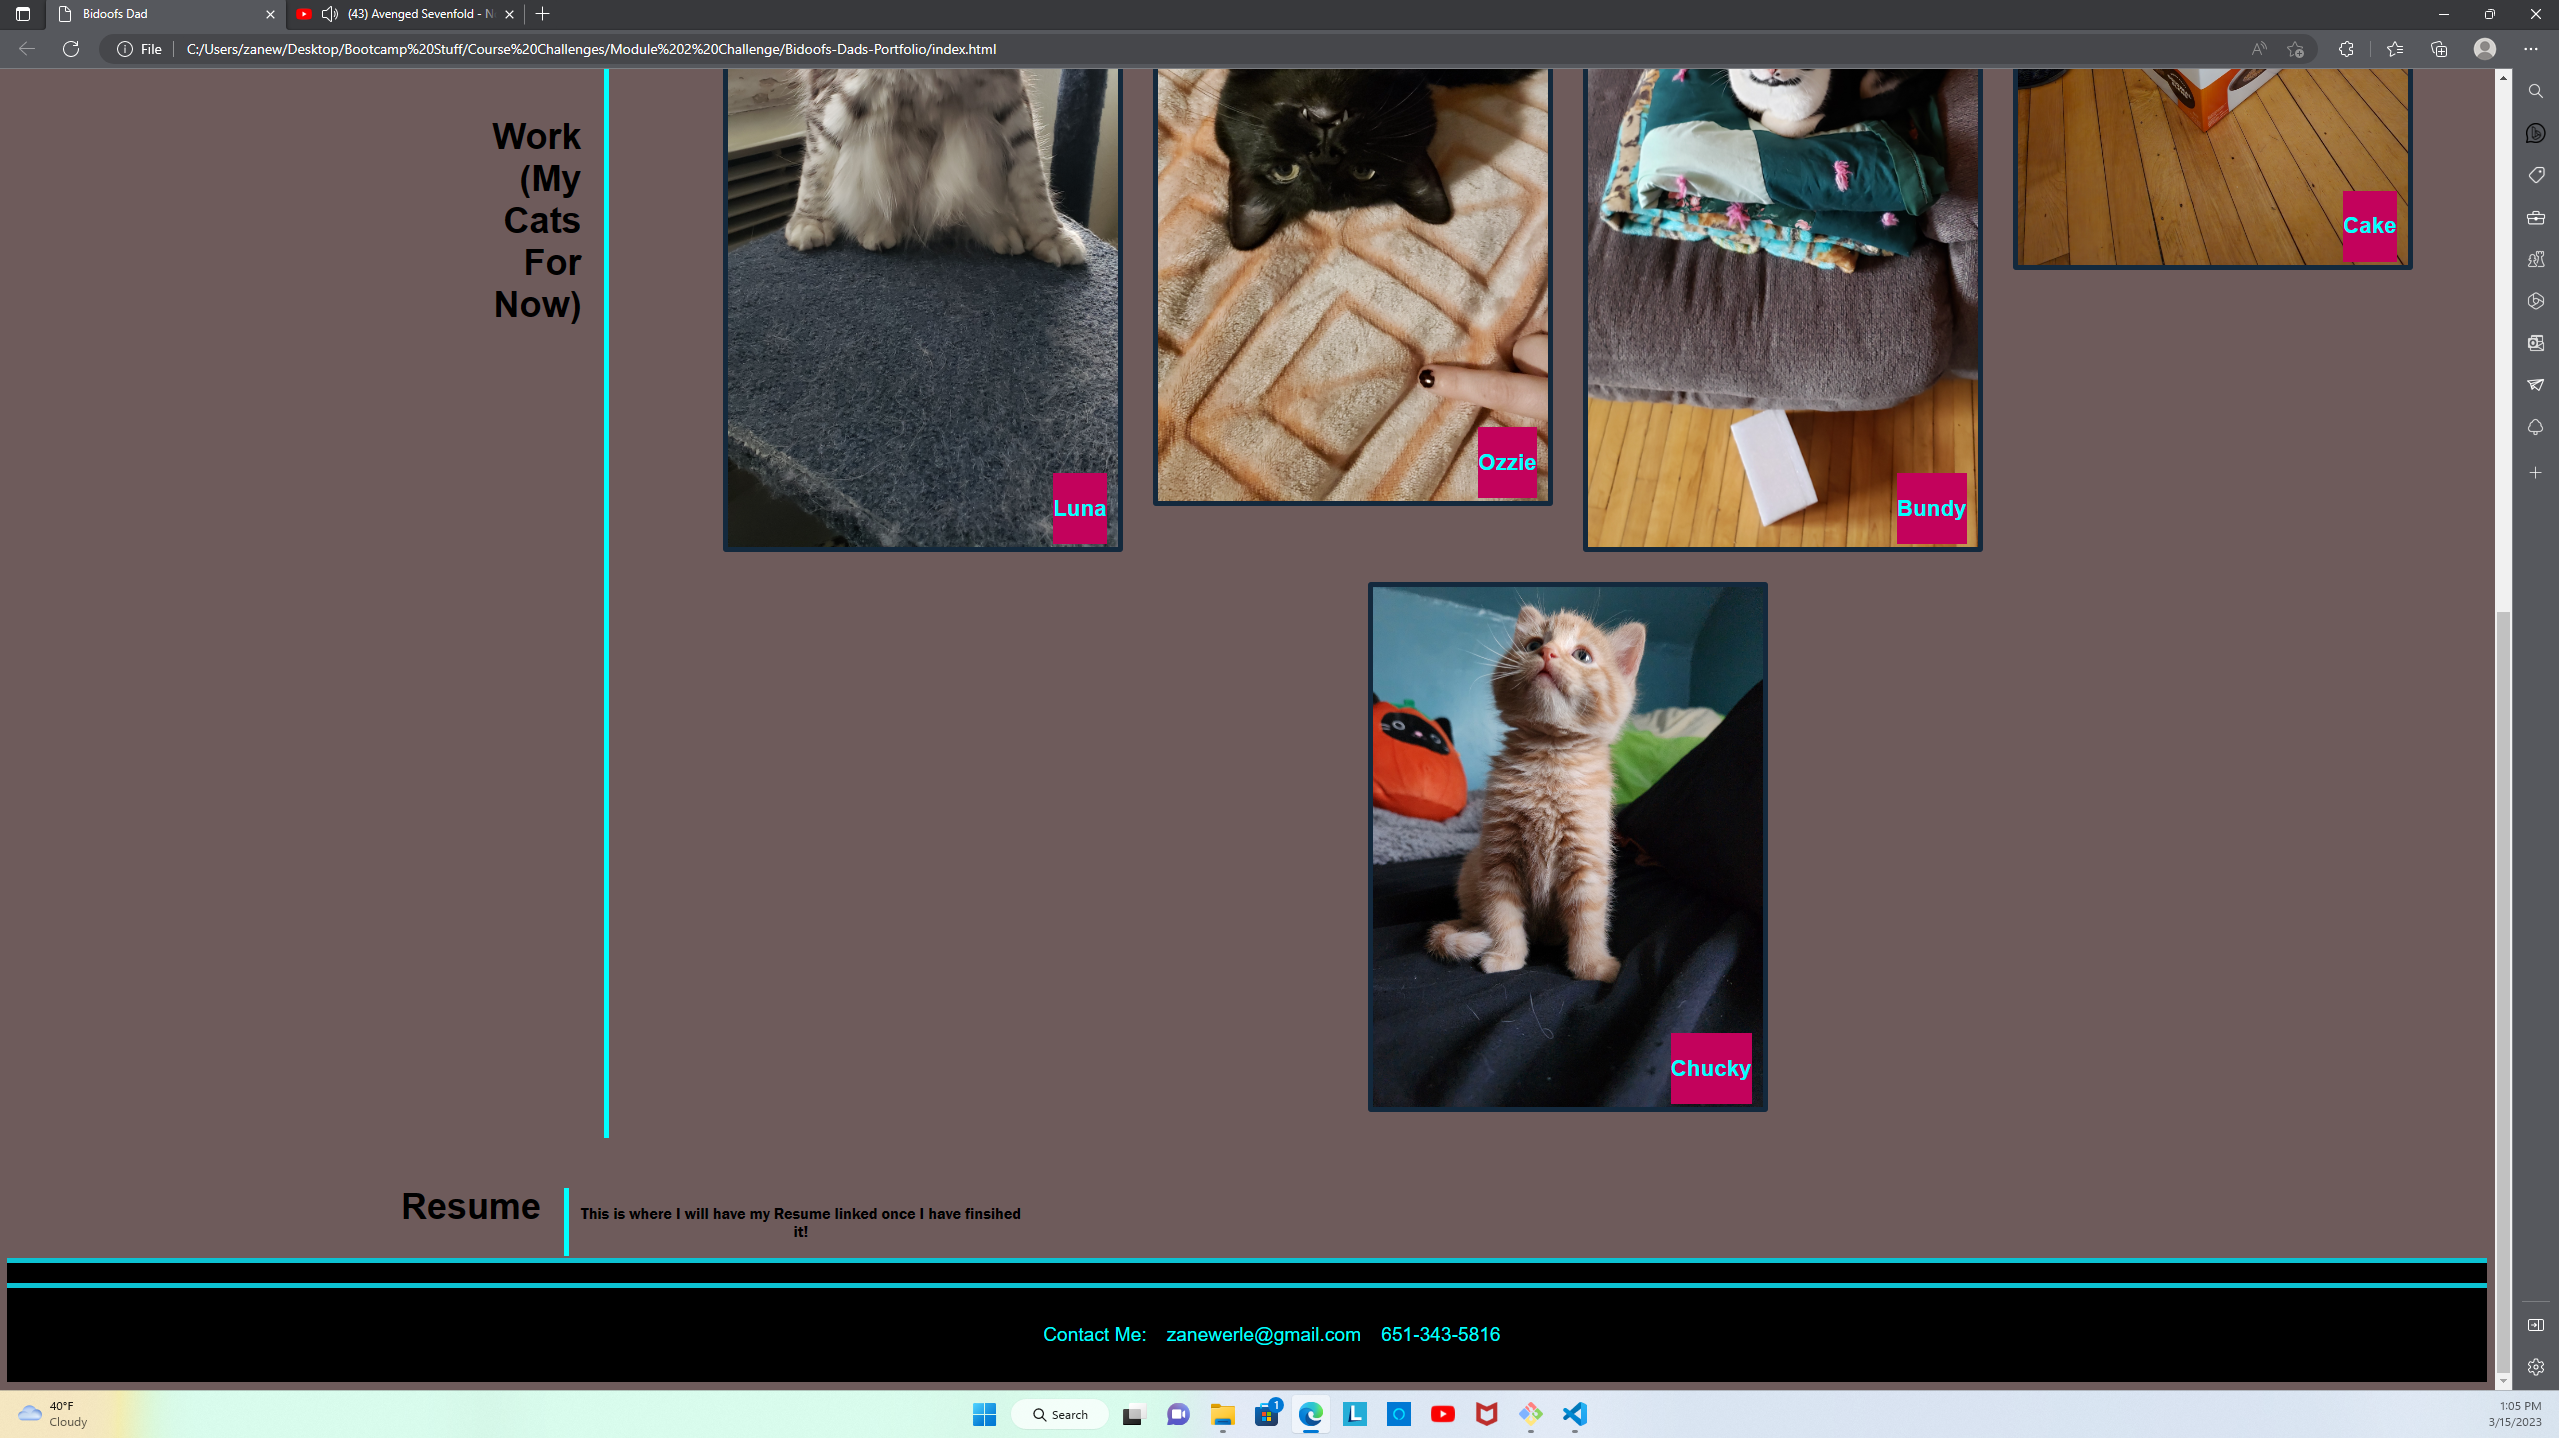 Bidoofs Dad
(43) Avenged Sevenfold - N
File
C:/Users/zanew/Desktop/Bootcamp%20Stuff/Course%20Challenges/Module%202%20Challenge/Bidoofs-Dads-Portfolio/index.html
Work
(My
Cats
For
Now)
Cake
Ozzie
Luna
Bundy
Chucky
Resume
This is where I will have my Resume linked once I have finsihed
it!
Contact Me: zanewerle@gmail.com 651-343-5816
40°F
Cloudy
Search
1
L
1:05 PM
3/15/2023